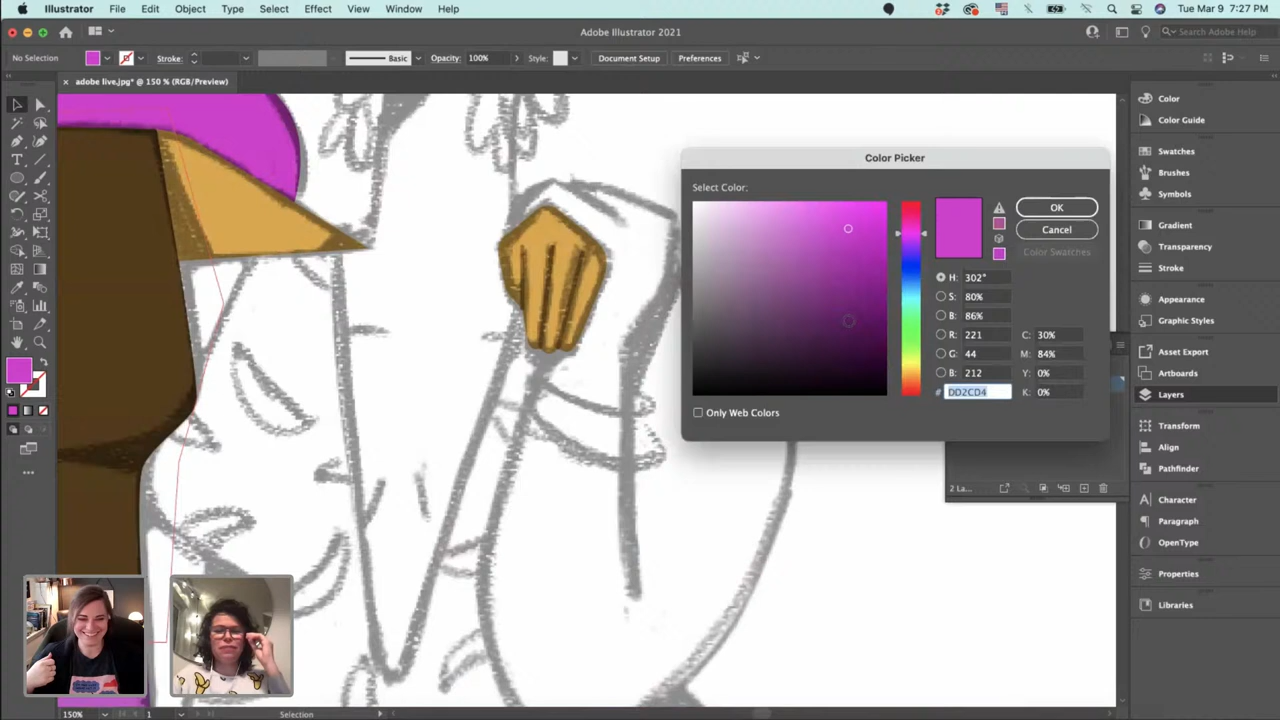 Illustrator File Edit Object Type Select Effect View Window Help Tue Mar 9 7:27 PM
Adobe Illustrator 2021 Search Adobe Help
No Selection Stroke: Basic Opacity: 100% Style: Document Setup Preferences
× adobe live.jpg* @ 150 % (RGB/Preview)
Color
Color Guide
Swatches
Brushes
Symbols
Gradient
Transparency
Stroke
Appearance
Graphic Styles
Asset Export
Artboards
Layers
Transform
Align
Pathfinder
Character
Paragraph
OpenType
Properties
Libraries
Color Picker
Select Color:
OK
Cancel
Color Swatches
H: 302°
S: 80%
B: 86%
R: 221 C: 30%
G: 44 M: 84%
B: 212 Y: 0%
# DD2CD4 K: 0%
Only Web Colors
2 La...
150% 1 Selection